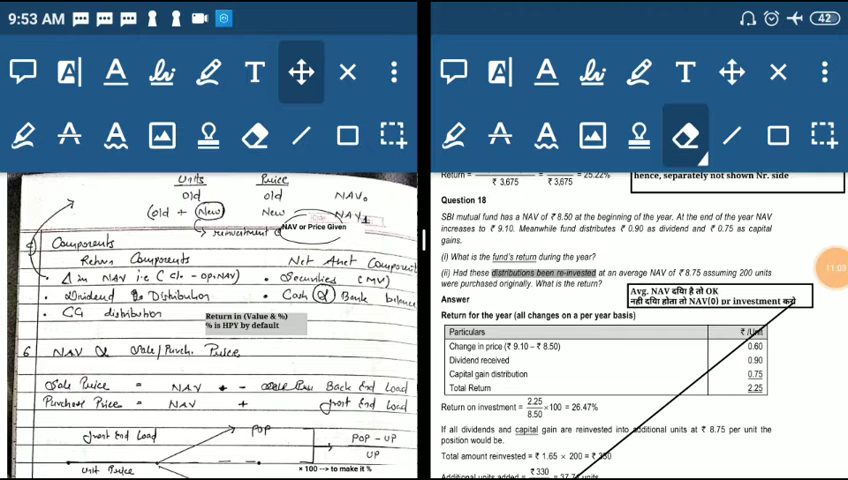 9:53 AM
42
Units Price
Old Old NAV₀
(Old + New) New NAV₁
→ reinvestment @
NAV or Price Given
Components
Return Components Net Asset Component
• Δ in NAV i.e (Cl. - Op. NAV) • Securities (MV)
• Dividend Distribution • Cash & Bank balance
• CG distribution
Return in (Value & %)
% is HPY by default
6 NAV & Sale/Purch. Price
Sale Price = NAV - Back End Load
Purchase Price = NAV + Front End Load
Front End Load POP
POP - UP
UP
Unit Price
× 100 --> to make it %
Return = ₹ 3,675 ₹ 3,675 = 25.22%
hence, separately not shown Nr. side
Question 18
SBI mutual fund has a NAV of ₹ 8.50 at the beginning of the year. At the end of the year NAV
increases to ₹ 9.10. Meanwhile fund distributes ₹ 0.90 as dividend and ₹ 0.75 as capital
gains.
(i) What is the fund's return during the year?
(ii) Had these distributions been re-invested at an average NAV of ₹ 8.75 assuming 200 units
were purchased originally. What is the return?
Avg. NAV दिया है तो OK
नही दिया होता तो NAV(0) pr investment करो
Answer
Return for the year (all changes on a per year basis)
Particulars ₹ /Unit
Change in price (₹ 9.10 – ₹ 8.50) 0.60
Dividend received 0.90
Capital gain distribution 0.75
Total Return 2.25
Return on investment = 2.25/8.50 ×100 = 26.47%
If all dividends and capital gain are reinvested into additional units at ₹ 8.75 per unit the
position would be.
Total amount reinvested = ₹ 1.65 × 200 = ₹ 330
Additional units added = ₹ 330 = 37.71 units
11:03